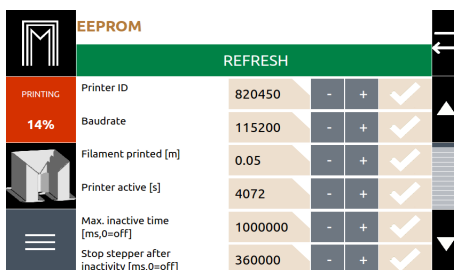 EEPROM
REFRESH
PRINTING
14%
Printer ID
820450
- +
Baudrate
115200
- +
Filament printed [m]
0.05
- +
Printer active [s]
4072
- +
Max. inactive time
[ms,0=off]
1000000
- +
Stop stepper after
inactivity [ms,0=off]
360000
- +